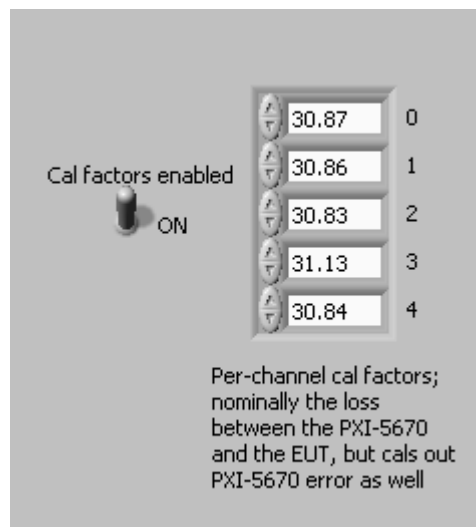 30.87 0
Cal factors enabled 30.86 1
ON 30.83 2
31.13 3
30.84 4
Per-channel cal factors;
nominally the loss
between the PXI-5670
and the EUT, but cals out
PXI-5670 error as well